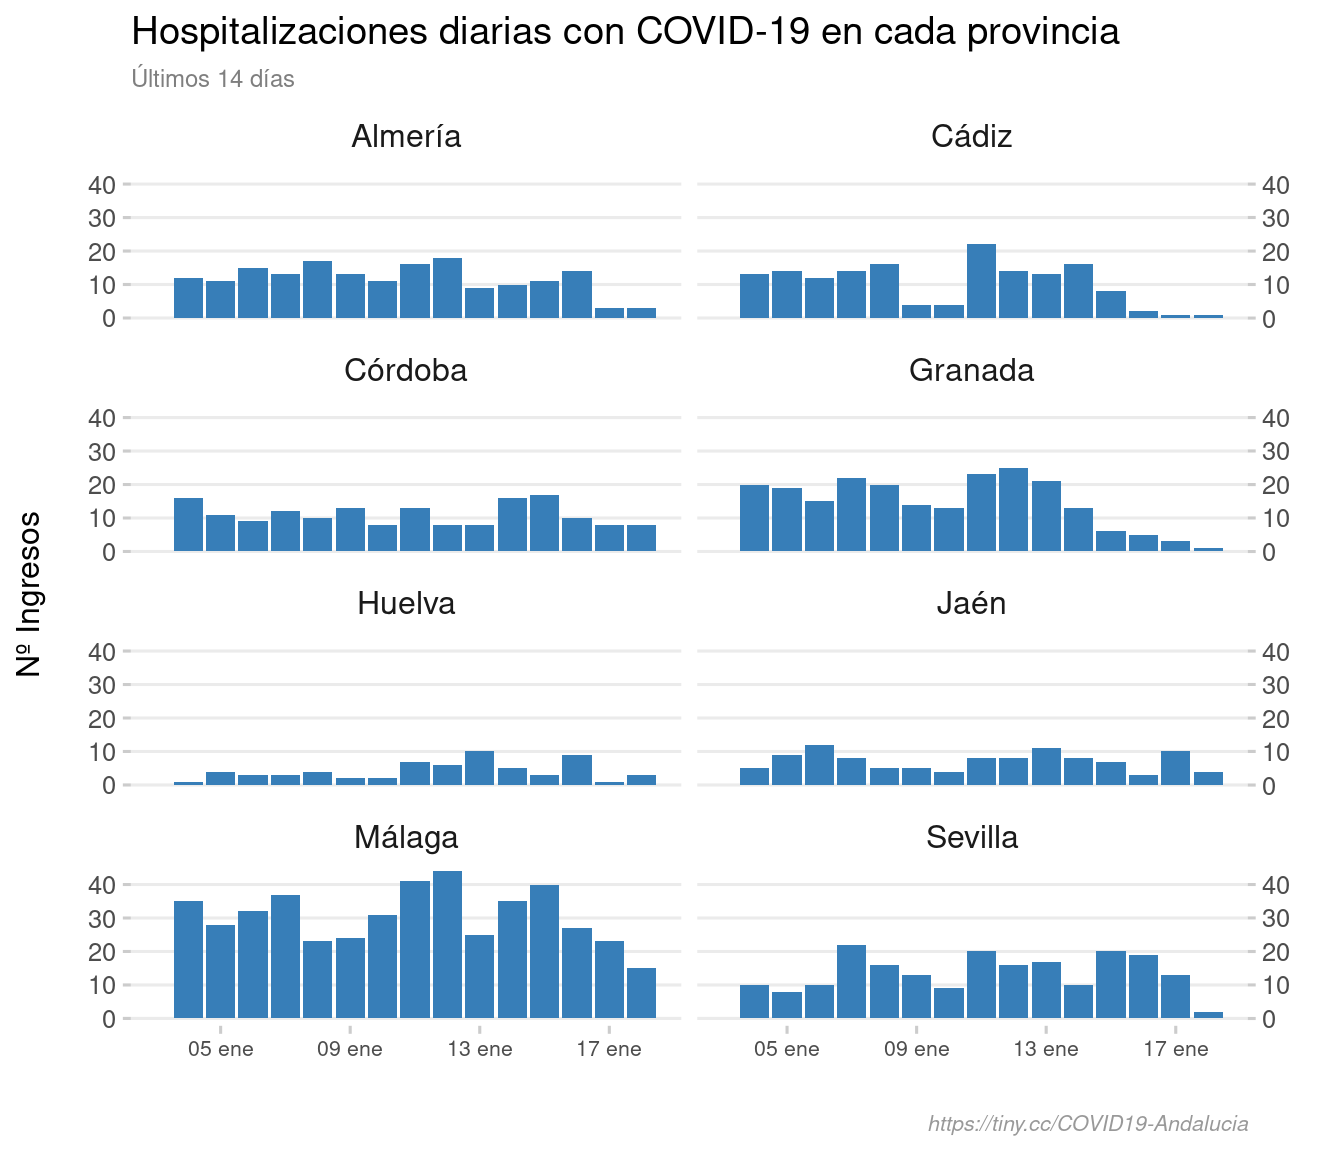 Hospitalizaciones diarias con COVID-19 en cada provincia
Últimos 14 días
Almería
Cádiz
40
30
20
10
0
40
30
20
10
0
Córdoba
Granada
40
30
20
10
0
40
30
20
10
0
Nº Ingresos
Huelva
Jaén
40
30
20
10
0
40
30
20
10
0
Málaga
Sevilla
40
30
20
10
0
40
30
20
10
0
05 ene 09 ene 13 ene 17 ene
05 ene 09 ene 13 ene 17 ene
https://tiny.cc/COVID19-Andalucia